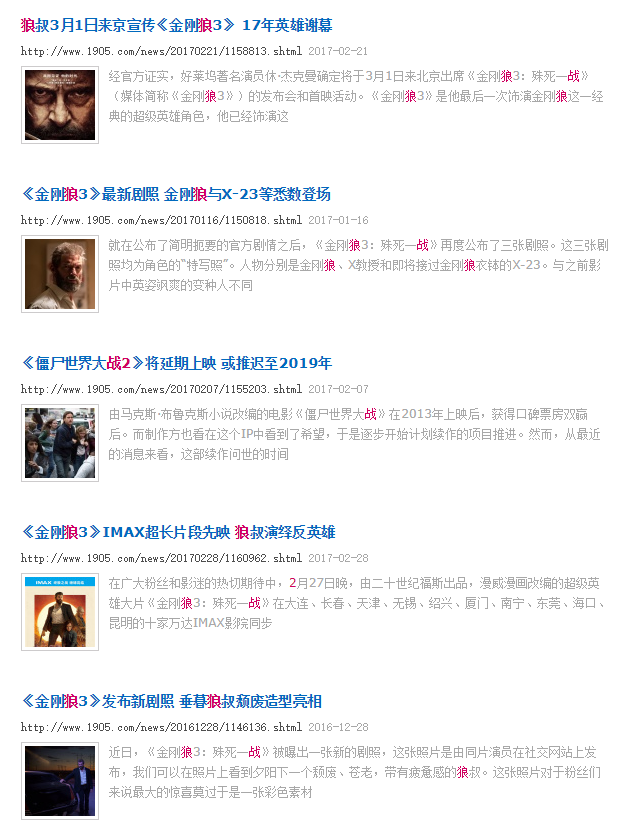 狼叔3月1日来京宣传《金刚狼3》 17年英雄谢幕
http://www.1905.com/news/20170221/1158813.shtml 2017-02-21
经官方证实，好莱坞著名演员休·杰克曼确定将于3月1日来北京出席《金刚狼3：殊死一战》
（媒体简称《金刚狼3》）的发布会和首映活动。《金刚狼3》是他最后一次饰演金刚狼这一经
典的超级英雄角色，他已经饰演这
《金刚狼3》最新剧照 金刚狼与X-23等悉数登场
http://www.1905.com/news/20170116/1150818.shtml 2017-01-16
就在公布了简明扼要的官方剧情之后，《金刚狼3：殊死一战》再度公布了三张剧照。这三张剧
照均为角色的“特写照”。人物分别是金刚狼、X教授和即将接过金刚狼衣钵的X-23。与之前影
片中英姿飒爽的变种人不同
《僵尸世界大战2》将延期上映 或推迟至2019年
http://www.1905.com/news/20170207/1155203.shtml 2017-02-07
由马克斯·布鲁克斯小说改编的电影《僵尸世界大战》在2013年上映后，获得口碑票房双赢
后。而制作方也看在这个IP中看到了希望，于是逐步开始计划续作的项目推进。然而，从最近
的消息来看，这部续作问世的时间
《金刚狼3》IMAX超长片段先映 狼叔演绎反英雄
http://www.1905.com/news/20170228/1160962.shtml 2017-02-28
IMAX
在广大粉丝和影迷的热切期待中，2月27日晚，由二十世纪福斯出品，漫威漫画改编的超级英
雄大片《金刚狼3：殊死一战》在大连、长春、天津、无锡、绍兴、厦门、南宁、东莞、海口、
昆明的十家万达IMAX影院同步
《金刚狼3》发布新剧照 垂暮狼叔颓废造型亮相
http://www.1905.com/news/20161228/1146136.shtml 2016-12-28
近日，《金刚狼3：殊死一战》被曝出一张新的剧照，这张照片是由同片演员在社交网站上发
布，我们可以在照片上看到夕阳下一个颓废、苍老，带有疲惫感的狼叔。这张照片对于粉丝们
来说最大的惊喜莫过于是一张彩色素材